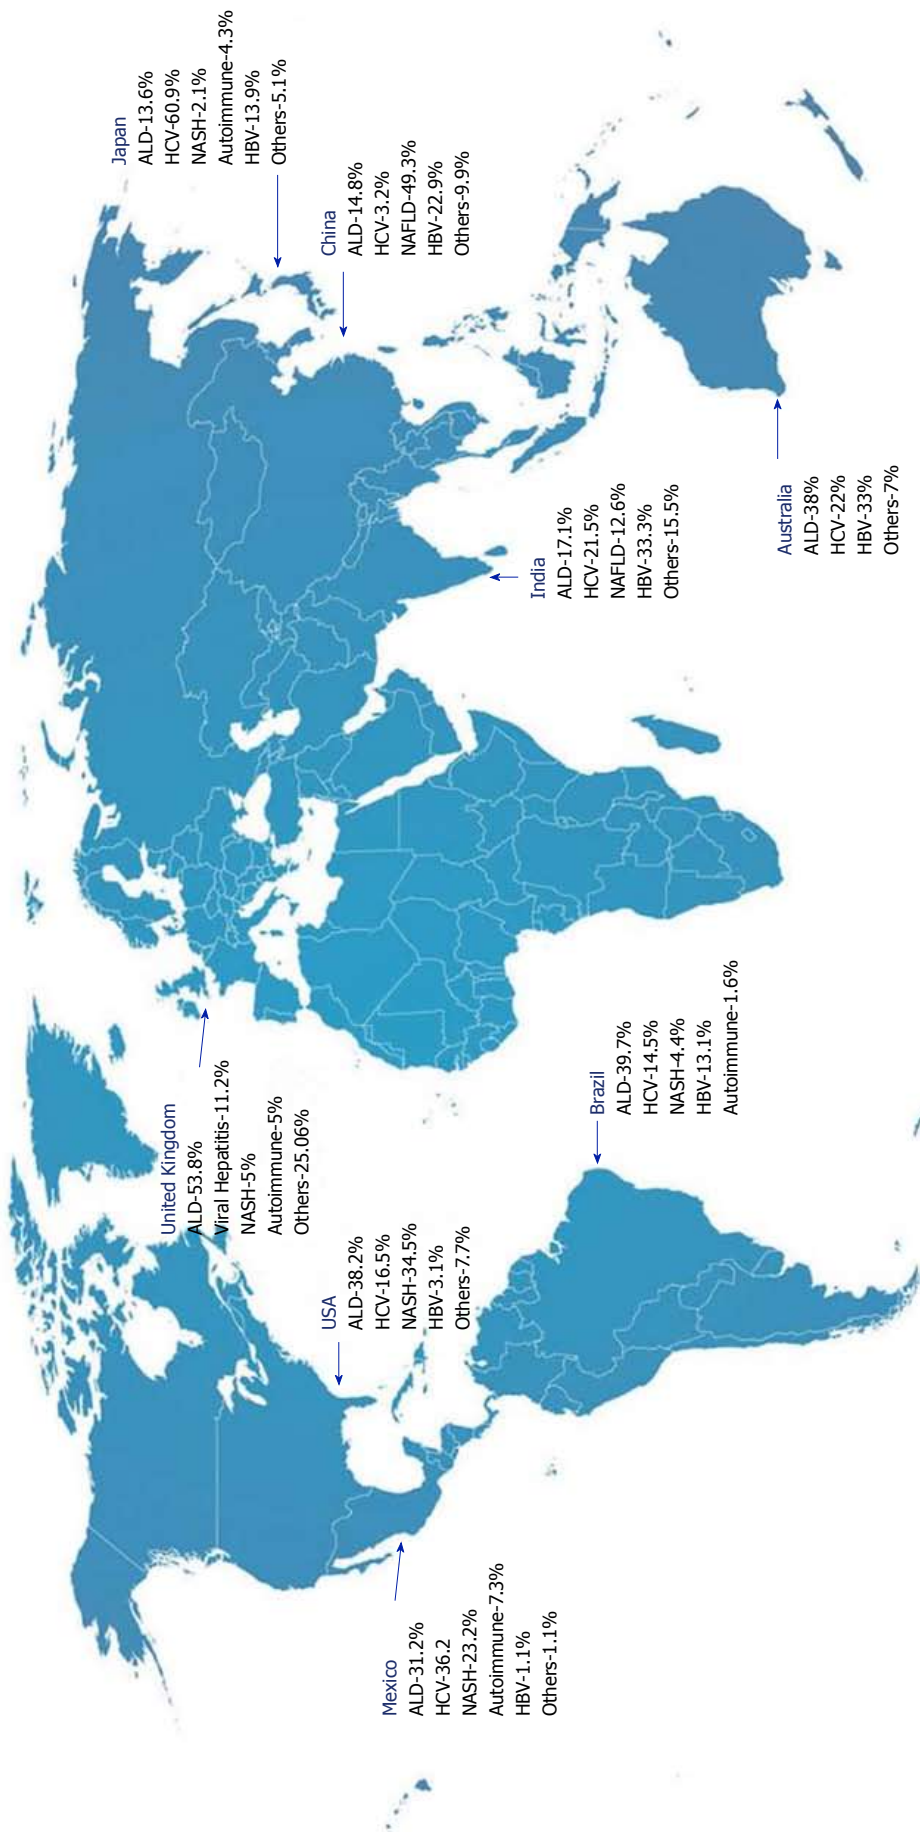 Mexico
ALD-31.2%
HCV-36.2
NASH-23.2%
Autoimmune-7.3%
HBV-1.1%
Others-1.1%
USA
ALD-38.2%
HCV-16.5%
NASH-34.5%
HBV-3.1%
Others-7.7%
United Kingdom
ALD-53.8%
Viral Hepatitis-11.2%
NASH-5%
Autoimmune-5%
Others-25.06%
Brazil
ALD-39.7%
HCV-14.5%
NASH-4.4%
HBV-13.1%
Autoimmune-1.6%
India
ALD-17.1%
HCV-21.5%
NAFLD-12.6%
HBV-33.3%
Others-15.5%
Australia
ALD-38%
HCV-22%
HBV-33%
Others-7%
China
ALD-14.8%
HCV-3.2%
NAFLD-49.3%
HBV-22.9%
Others-9.9%
Japan
ALD-13.6%
HCV-60.9%
NASH-2.1%
Autoimmune-4.3%
HBV-13.9%
Others-5.1%